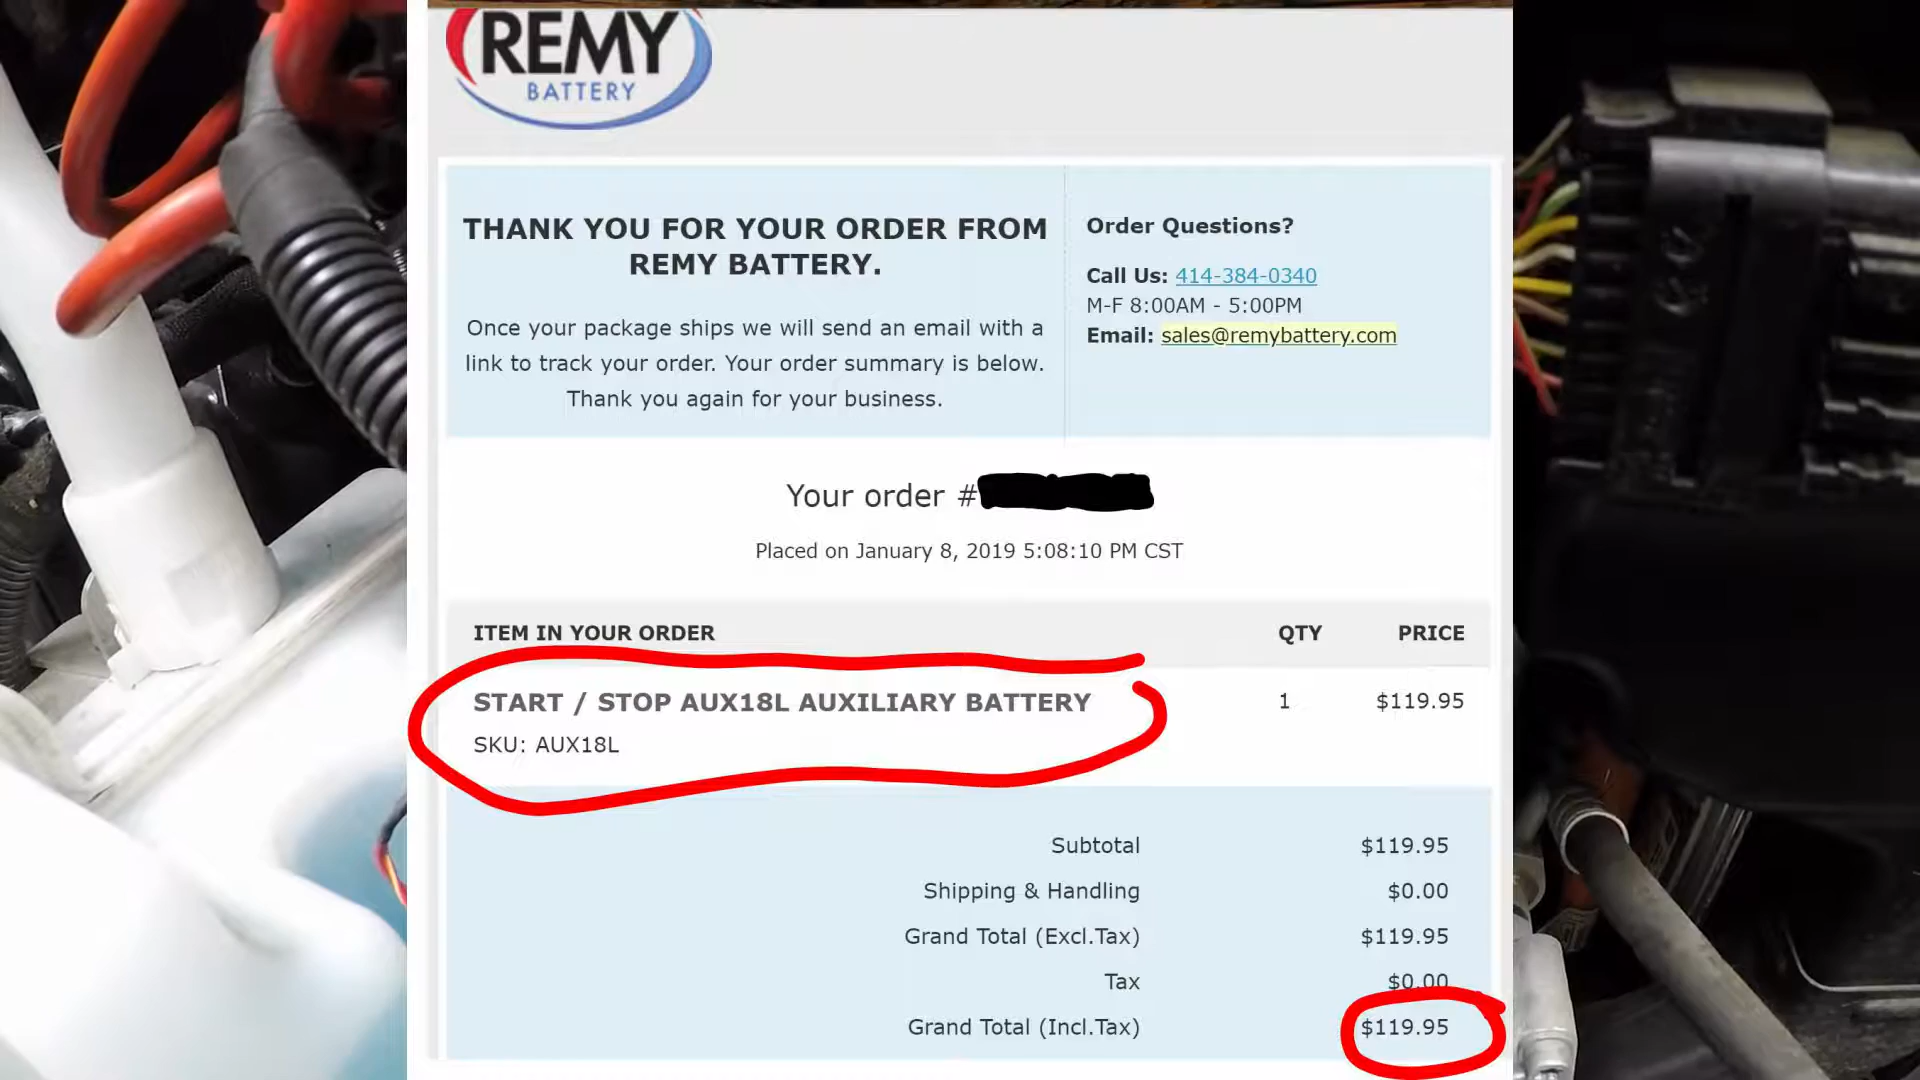 REMY
BATTERY
THANK YOU FOR YOUR ORDER FROM
REMY BATTERY.
Once your package ships we will send an email with a
link to track your order. Your order summary is below.
Thank you again for your business.
Order Questions?
Call Us: 414-384-0340
M-F 8:00AM - 5:00PM
Email: sales@remybattery.com
Your order #
Placed on January 8, 2019 5:08:10 PM CST
ITEM IN YOUR ORDER QTY PRICE
START / STOP AUX18L AUXILIARY BATTERY 1 $119.95
SKU: AUX18L
Subtotal $119.95
Shipping & Handling $0.00
Grand Total (Excl.Tax) $119.95
Tax $0.00
Grand Total (Incl.Tax) $119.95